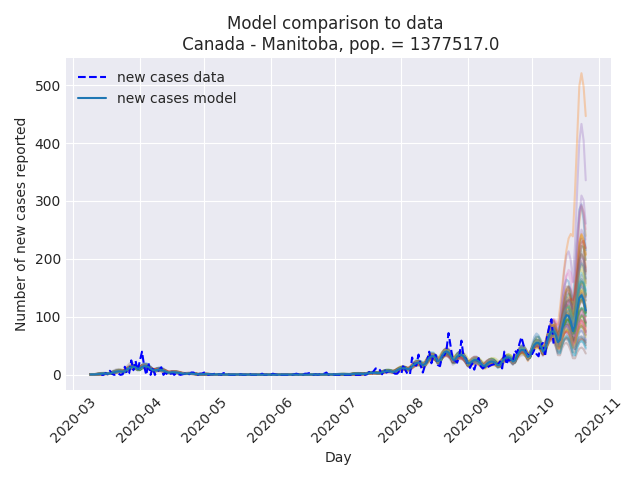 Model comparison to data
Canada - Manitoba, pop. = 1377517.0
new cases data
new cases model
Number of new cases reported
500
400
300
200
100
0
2020-03
2020-04
2020-05
2020-06
2020-07
2020-08
2020-09
2020-10
2020-11
Day